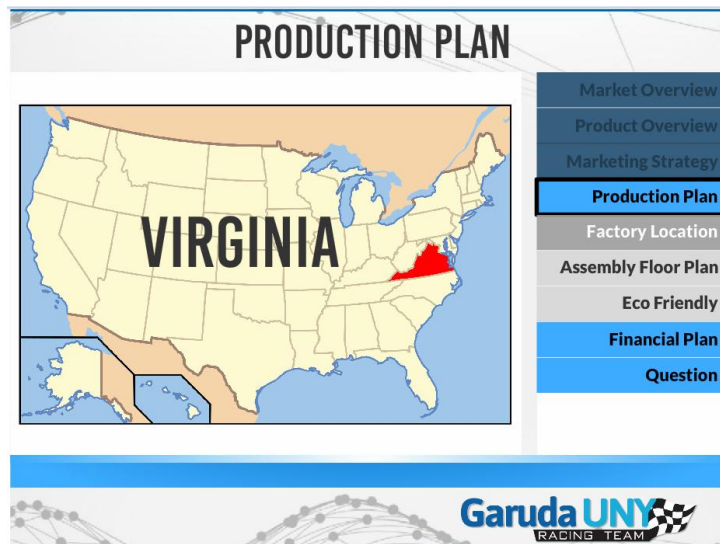 PRODUCTION PLAN
VIRGINIA
Market Overview
Product Overview
Marketing Strategy
Production Plan
Factory Location
Assembly Floor Plan
Eco Friendly
Financial Plan
Question
Garuda UNY
RACING TEAM